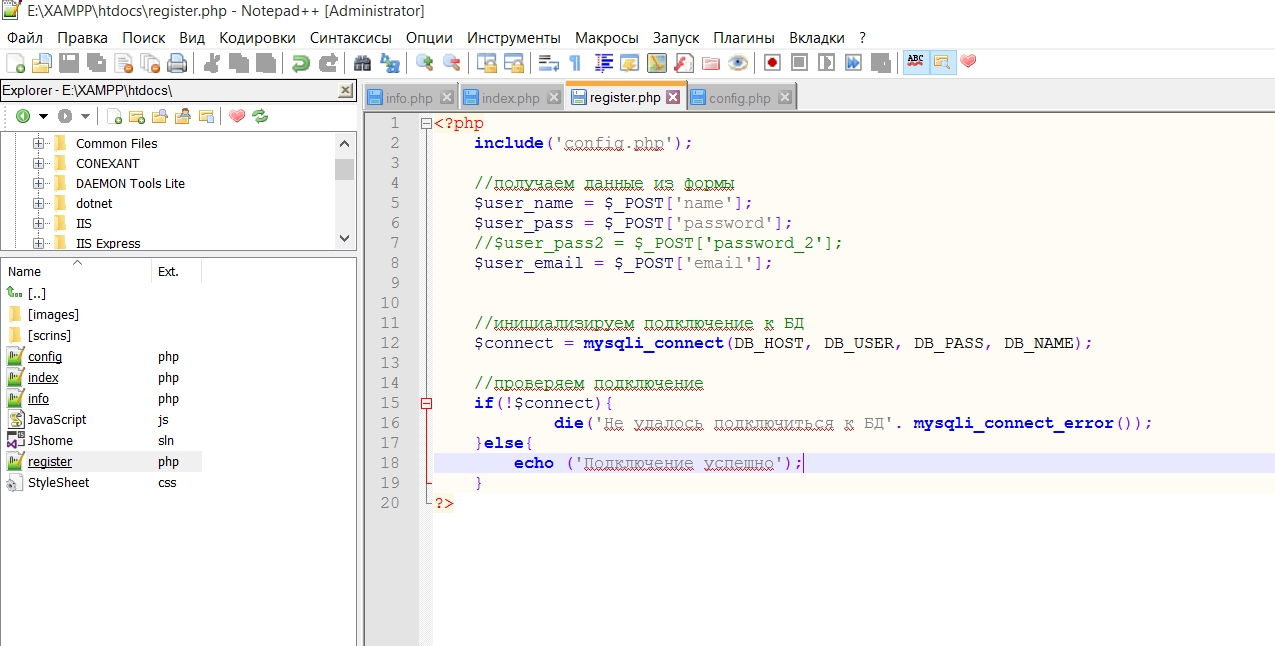 E:\XAMPP\htdocs\register.php - Notepad++ [Administrator]
Файл Правка Поиск Вид Кодировки Синтаксисы Опции Инструменты Макросы Запуск Плагины Вкладки ?
ABC
Explorer - E:\XAMPP\htdocs\
info.php index.php register.php config.php
Common Files
CONEXANT
DAEMON Tools Lite
dotnet
IIS
IIS Express
Name Ext.
[..]
[images]
[scrins]
config php
index php
info php
JavaScript js
JShome sln
register php
StyleSheet css
1 <?php
2 include('config.php');
3
4 //получаем данные из формы
5 $user_name = $_POST['name'];
6 $user_pass = $_POST['password'];
7 //$user_pass2 = $_POST['password_2'];
8 $user_email = $_POST['email'];
9
10
11 //инициализируем подключение к БД
12 $connect = mysqli_connect(DB_HOST, DB_USER, DB_PASS, DB_NAME);
13
14 //проверяем подключение
15 if(!$connect){
16 die('Не удалось подключиться к БД'. mysqli_connect_error());
17 }else{
18 echo ('Подключение успешно');
19 }
20 ?>